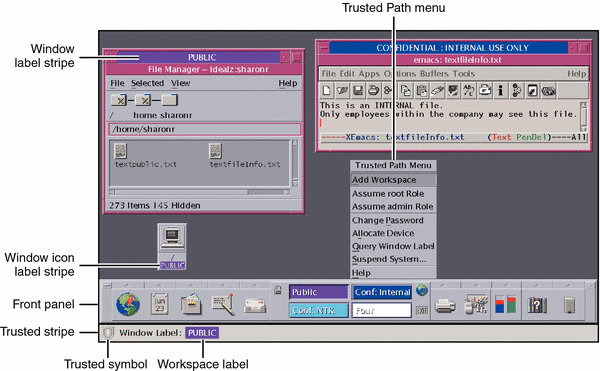 Trusted Path menu
Window
label stripe
PUBLIC
File Manager – idealz:sharonr
File Selected View Help
/ home sharonr
/home/sharonr
textpublic.txt textfileInfo.txt
273 Items 145 Hidden
CONFIDENTIAL : INTERNAL USE ONLY
emacs: textfileInfo.txt
File Edit Apps Options Buffers Tools Help
This is an INTERNAL file.
Only employees within the company may see this file.
-----XEmacs: textfileInfo.txt (Text PenDel)----All
Trusted Path Menu
Add Workspace
Assume root Role
Assume admin Role
Change Password
Allocate Device
Query Window Label
Suspend System...
Help
Window icon
label stripe
/
PUBLIC
Front panel
Jun
23
Public
Conf: Internal
Conf: NTK
Four
EXIT
Trusted stripe
Window Label: PUBLIC
Trusted symbol
Workspace label